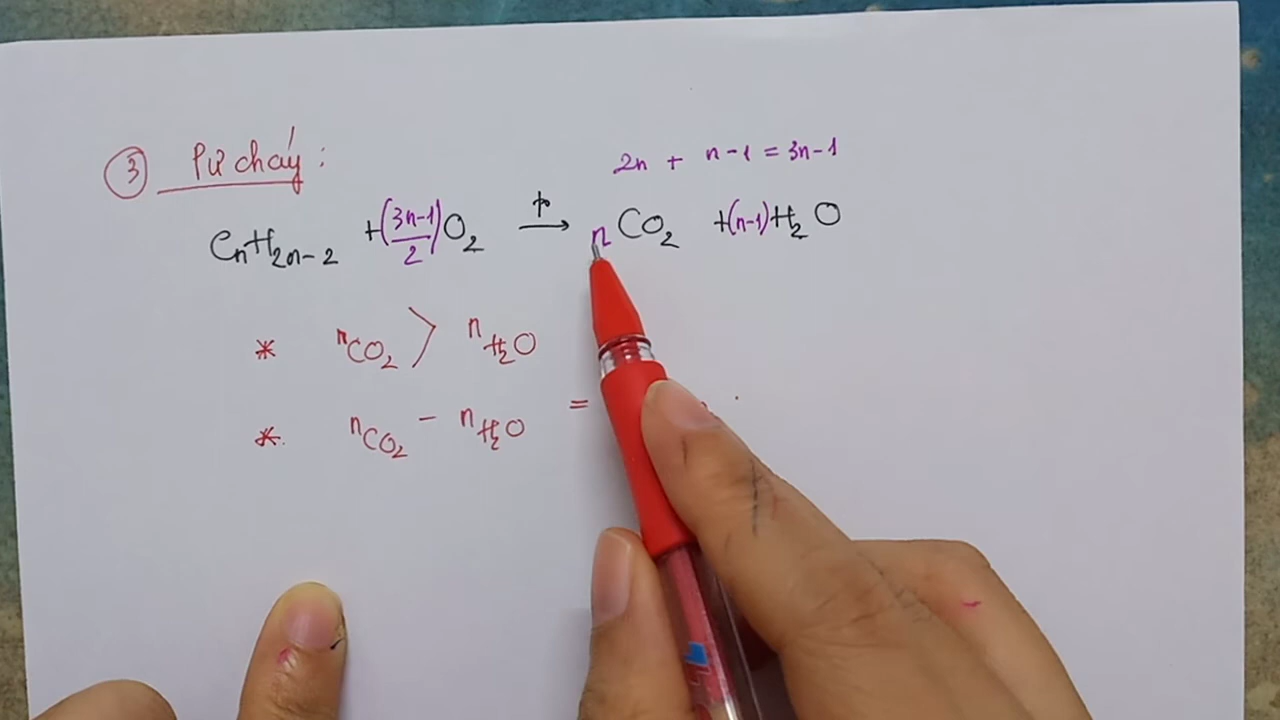 ③ Pư cháy :
2n + n-1 = 3n-1
CnH2n-2 + (3n-1)/2 O2 →(t°) nCO2 + (n-1)H2O
* nCO2 > nH2O
* nCO2 - nH2O =